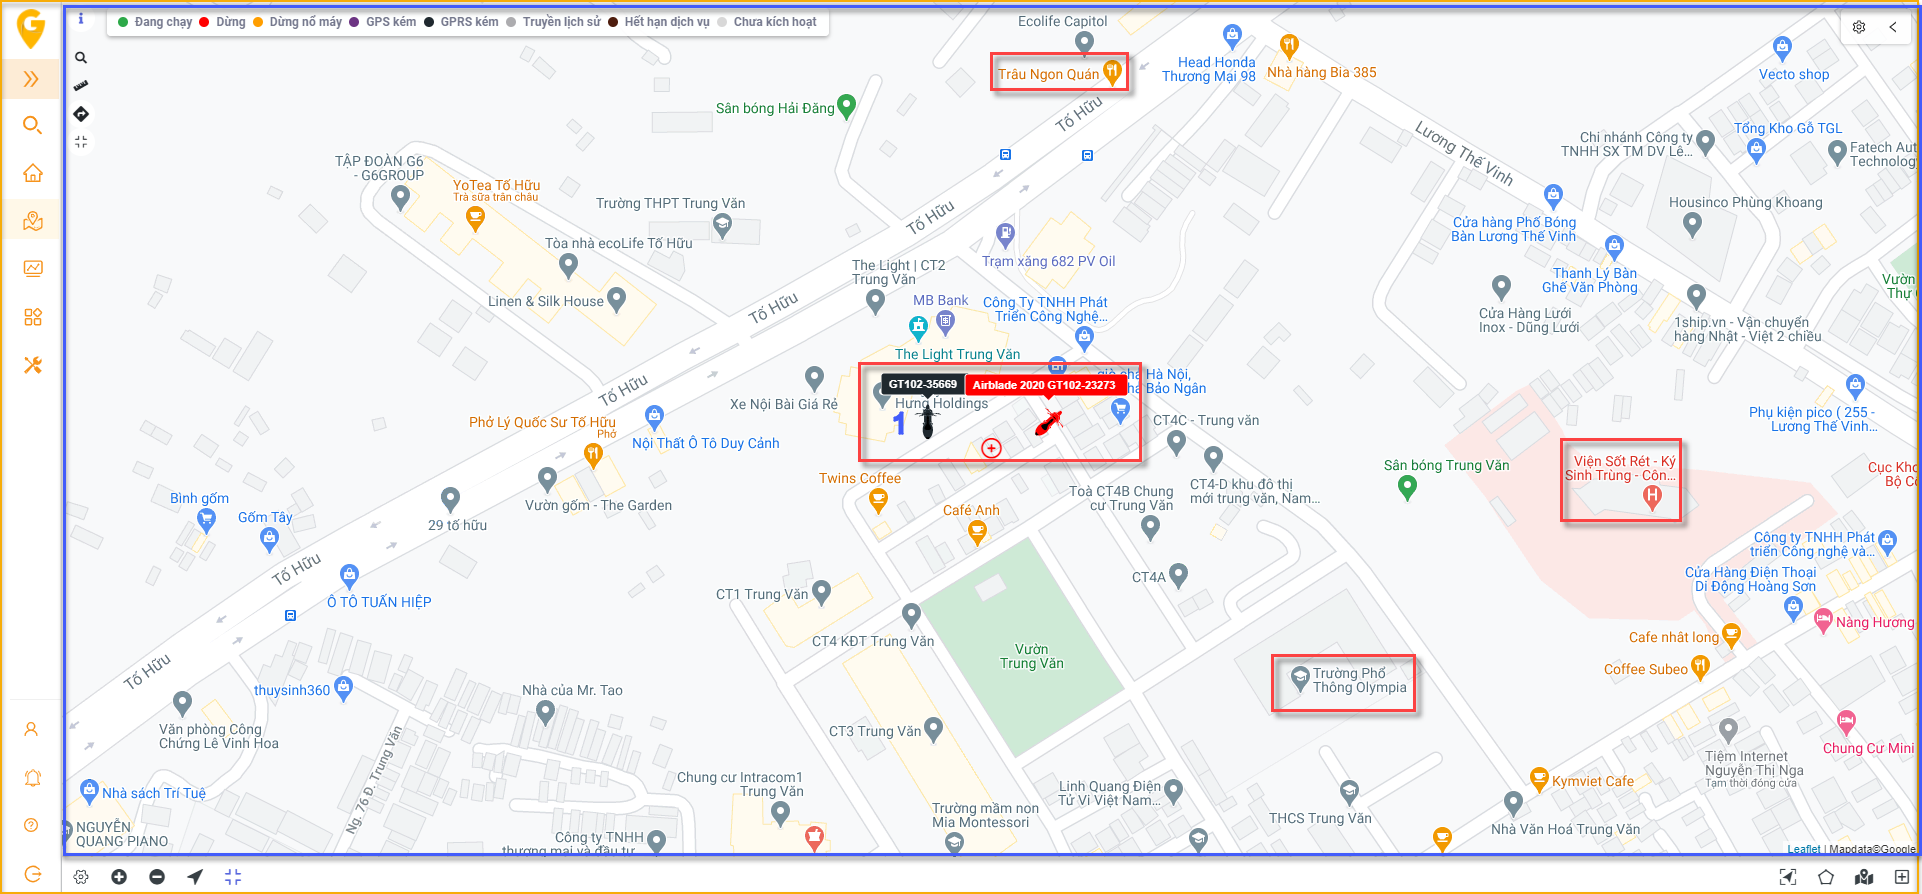 Đang chạy
Dừng
Dừng nổ máy
GPS kém
GPRS kém
Truyền lịch sử
Hết hạn dịch vụ
Chưa kích hoạt
Ecolife Capitol
Trâu Ngon Quán
Head Honda
Thương Mại 98
Nhà hàng Bia 385
Vecto shop
Sân bóng Hải Đăng
Tố Hữu
Lương Thế Vinh
Chi nhánh Công ty
TNHH SX TM DV Lê...
Tổng Kho Gỗ TGL
Fatech Aut
Technology
TẬP ĐOÀN G6
- G6GROUP
YoTea Tố Hữu
Trà sữa trân châu
Trường THPT Trung Văn
Tố Hữu
Housinco Phùng Khoang
Cửa hàng Phố Bóng
Bàn Lương Thế Vinh
Tòa nhà ecoLife Tố Hữu
Trạm xăng 682 PV Oil
The Light | CT2
Trung Văn
Thanh Lý Bàn
Ghế Văn Phòng
Vườn
Thự
Linen & Silk House
Tố Hữu
MB Bank
Công Ty TNHH Phát
Triển Công Nghệ...
Cửa Hàng Lưới
Inox - Dũng Lưới
1ship.vn - Vận chuyển
hàng Nhật - Việt 2 chiều
The Light Trung Văn
giò chả Hà Nội,
hả Bảo Ngân
GT102-35669
Airblade 2020 GT102-23273
Hưng Holdings
1
Tố Hữu
Xe Nội Bài Giá Rẻ
Phở Lý Quốc Sư Tố Hữu
Phở
Nội Thất Ô Tô Duy Cảnh
CT4C - Trung văn
Phụ kiện pico ( 255 -
Lương Thế Vinh...
Twins Coffee
Sân bóng Trung Văn
Viện Sốt Rét - Ký
Sinh Trùng - Côn...
Cục Kho
Bộ Cô
Toà CT4B Chung
cư Trung Văn
CT4-D khu đô thị
mới trung văn, Nam...
Bình gốm
Gốm Tây
29 tố hữu
Vườn gốm - The Garden
Café Anh
Công ty TNHH Phát
triển Công nghệ và...
Tố Hữu
Cửa Hàng Điện Thoại
Di Động Hoàng Sơn
CT4A
Ô TÔ TUẤN HIỆP
CT1 Trung Văn
Nàng Hương
CT4 KĐT Trung Văn
Cafe nhât long
Vườn
Trung Văn
Coffee Subeo
Tố Hữu
Trường Phổ
Thông Olympia
thuysinh360
Nhà của Mr. Tao
Văn phòng Công
Chứng Lê Vinh Hoa
CT3 Trung Văn
Ng. 76 Đ. Trung Văn
Chung Cư Mini
Tiệm Internet
Nguyễn Thị Nga
Tạm thời đóng cửa
Chung cư Intracom1
Trung Văn
Linh Quang Điện
Tử Vi Việt Nam...
Kymviet Cafe
Nhà sách Trí Tuệ
Trường mầm non
Mia Montessori
THCS Trung Văn
Nhà Văn Hoá Trung Văn
NGUYỄN
QUANG PIANO
Công ty TNHH
thương mại và đầu tư
Leaflet | Mapdata©Google